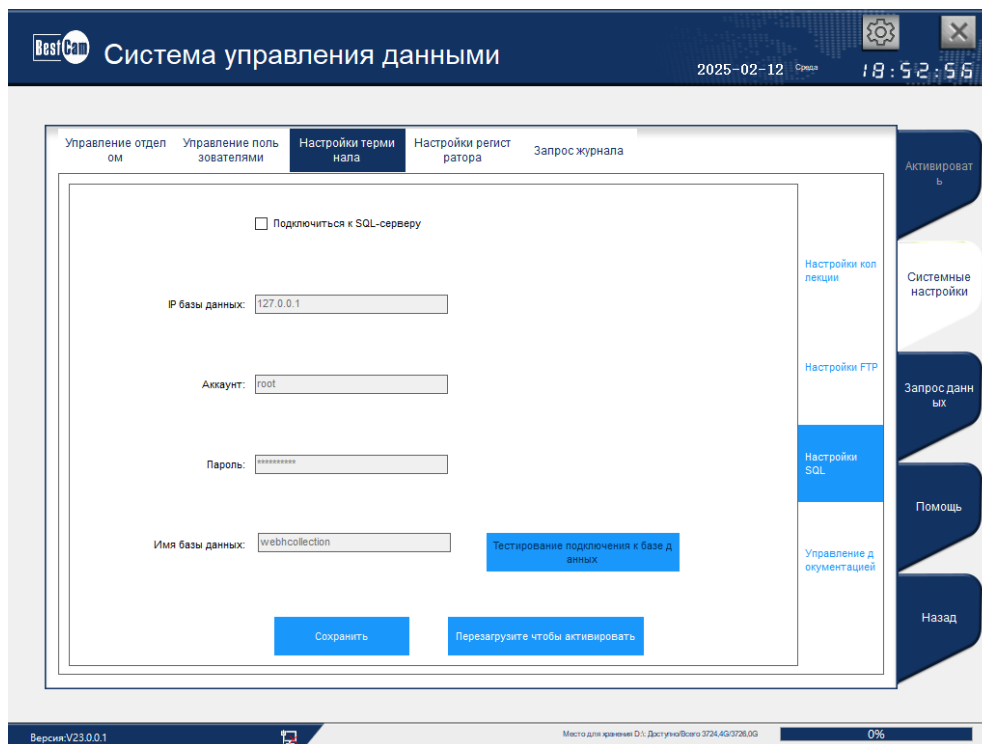 BestCam
Система управления данными
2025-02-12 Среда 18:52:56
Управление отдел
ом
Управление поль
зователями
Настройки терми
нала
Настройки регист
ратора
Запрос журнала
Подключиться к SQL-серверу
IP базы данных: 127.0.0.1
Аккаунт: root
Пароль: **********
Имя базы данных: webhcollection
Тестирование подключения к базе д
анных
Сохранить
Перезагрузите чтобы активировать
Настройки кол
лекции
Настройки FTP
Настройки
SQL
Управление д
окументацией
Активироват
ь
Системные
настройки
Запрос данн
ых
Помощь
Назад
Версия:V23.0.0.1
Место для хранения D:\: Доступно/Всего 3724,4G/3726,0G
0%